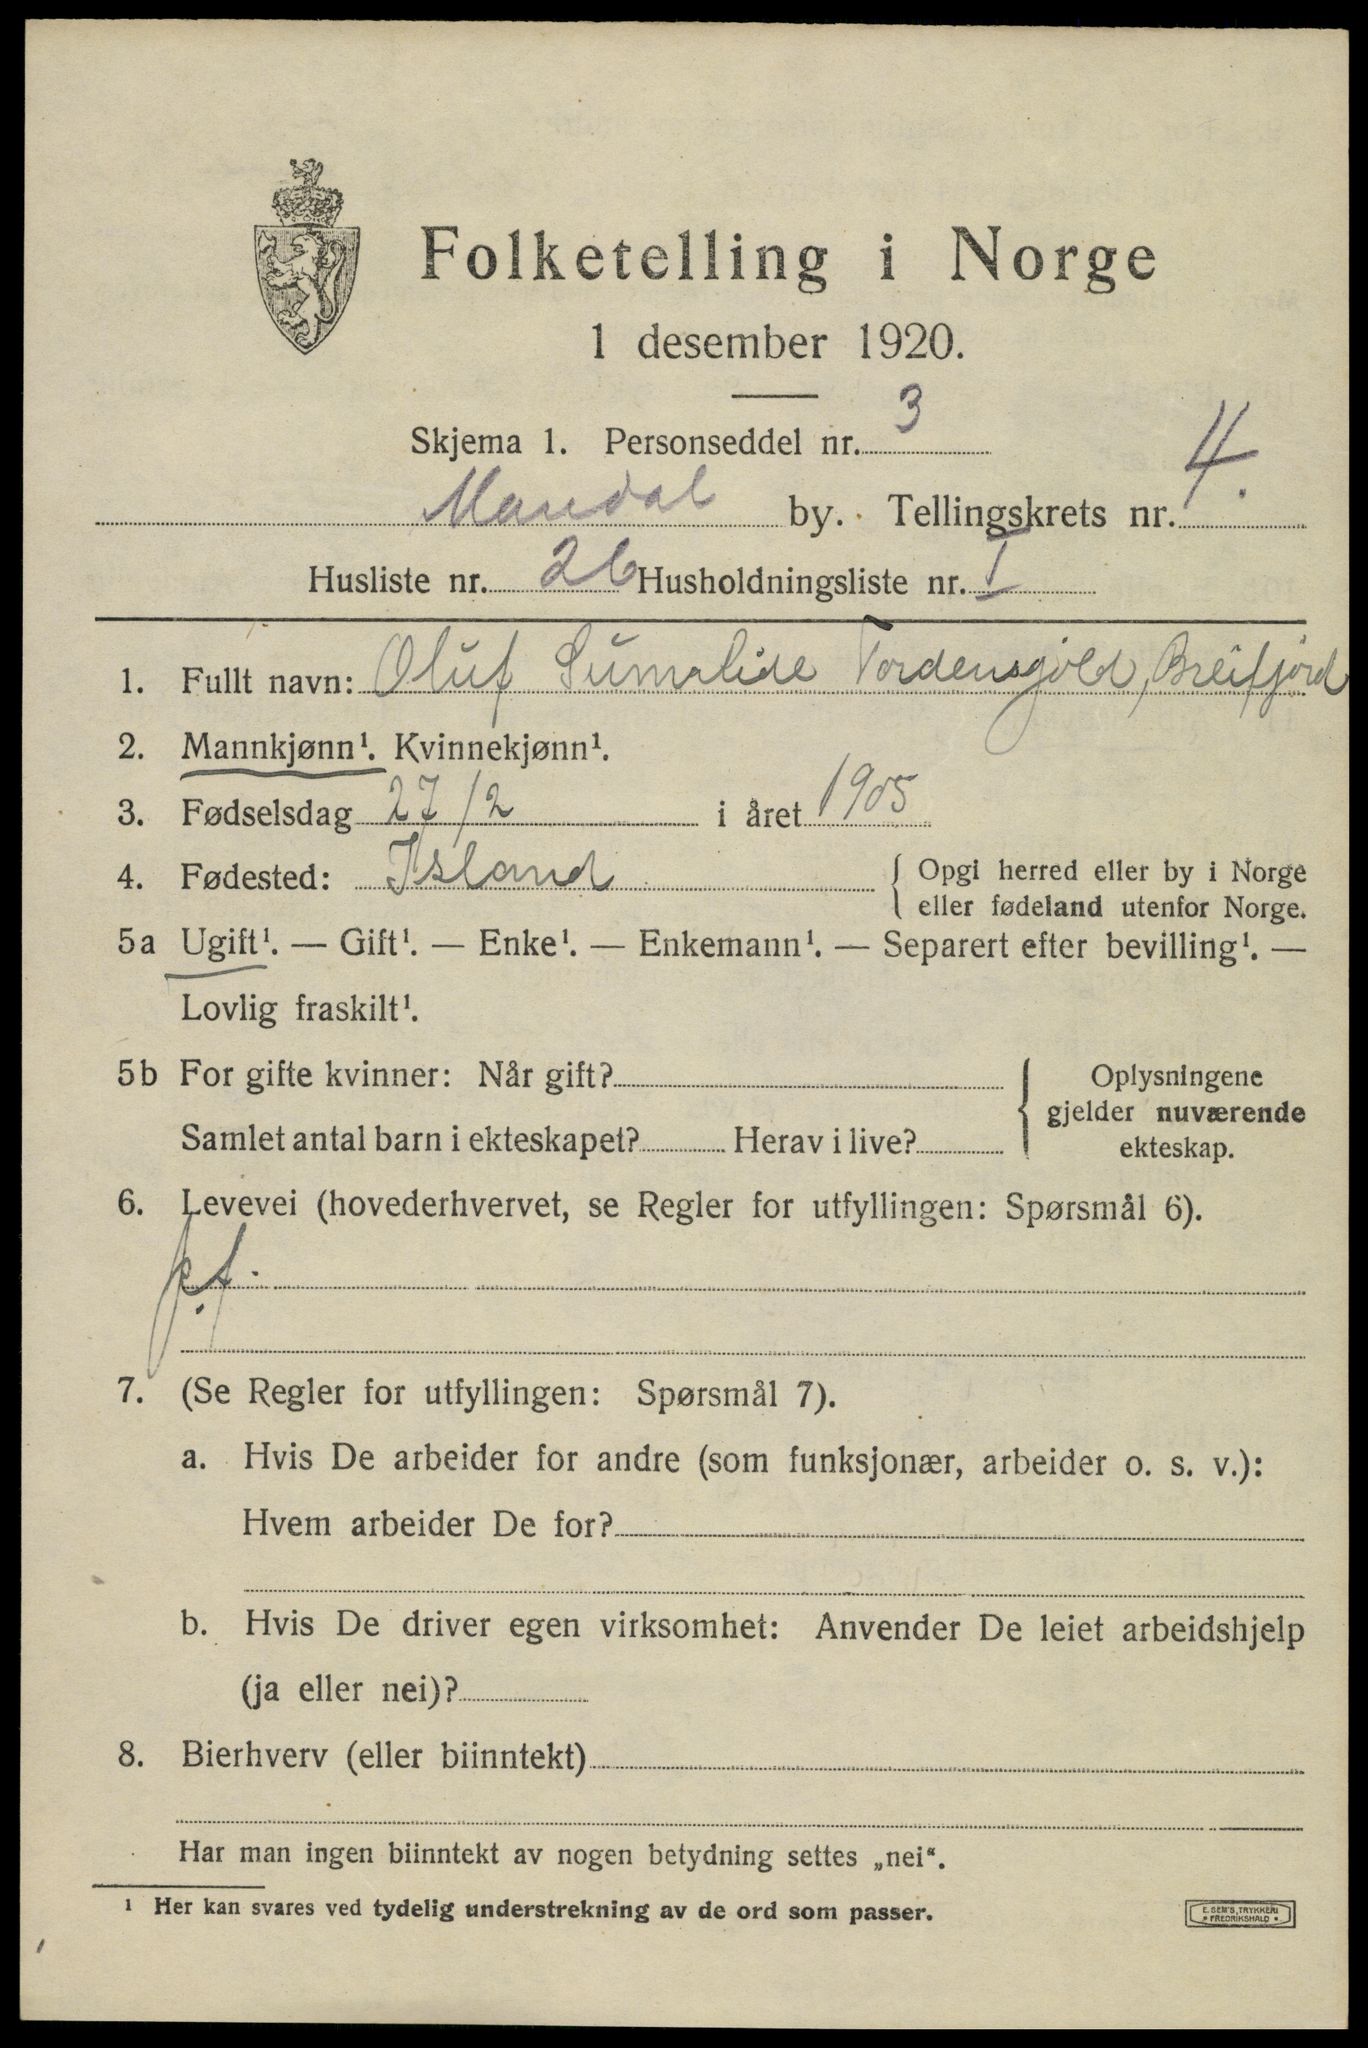 Folketelling i Norge
1 desember 1920.
Skjema 1. Personseddel nr. 3
Mandal by. Tellingskrets nr. 4.
Husliste nr. 26 Husholdningsliste nr. I
1. Fullt navn: Oluf Sumrlide Tordensgjold, Breifjord
2. Mannkjønn¹. Kvinnekjønn¹.
3. Fødselsdag 27/2 i året 1905
4. Fødested: Island { Opgi herred eller by i Norge
eller fødeland utenfor Norge.
5a Ugift¹. — Gift¹. — Enke¹. — Enkemann¹. — Separert efter bevilling¹. —
Lovlig fraskilt¹.
5b For gifte kvinner: Når gift? } Oplysningene
gjelder nuværende
Samlet antal barn i ekteskapet? Herav i live? ekteskap.
6. Levevei (hovederhvervet, se Regler for utfyllingen: Spørsmål 6).
7. (Se Regler for utfyllingen: Spørsmål 7).
a. Hvis De arbeider for andre (som funksjonær, arbeider o. s. v.):
Hvem arbeider De for?
b. Hvis De driver egen virksomhet: Anvender De leiet arbeidshjelp
(ja eller nei)?
8. Bierhverv (eller biinntekt)
Har man ingen biinntekt av nogen betydning settes „nei“.
¹ Her kan svares ved tydelig understrekning av de ord som passer.
E. SEM'S TRYKKERI
• FREDRIKSHALD •